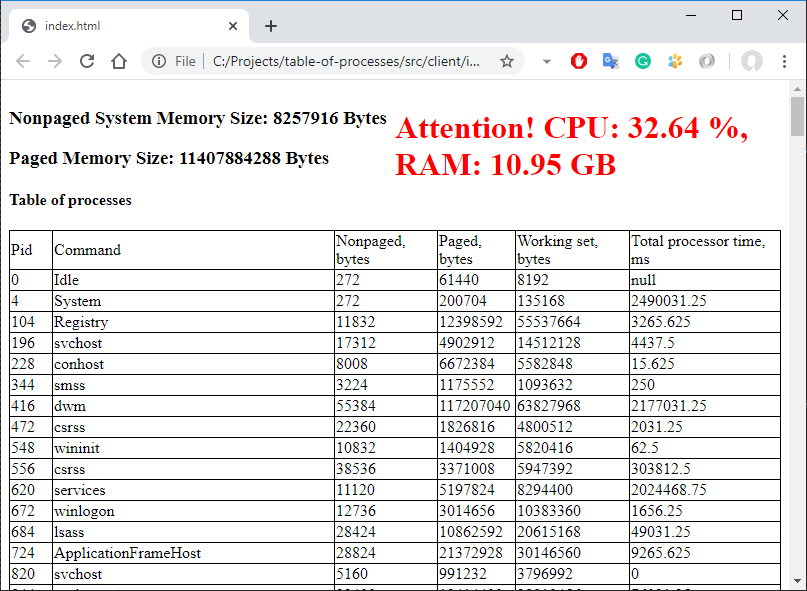 index.html
File C:/Projects/table-of-processes/src/client/i...
Nonpaged System Memory Size: 8257916 Bytes
Paged Memory Size: 11407884288 Bytes
Attention! CPU: 32.64 %,
RAM: 10.95 GB
Table of processes
Pid Command Nonpaged, bytes Paged, bytes Working set, bytes Total processor time, ms
0 Idle 272 61440 8192 null
4 System 272 200704 135168 2490031.25
104 Registry 11832 12398592 55537664 3265.625
196 svchost 17312 4902912 14512128 4437.5
228 conhost 8008 6672384 5582848 15.625
344 smss 3224 1175552 1093632 250
416 dwm 55384 117207040 63827968 2177031.25
472 csrss 22360 1826816 4800512 2031.25
548 wininit 10832 1404928 5820416 62.5
556 csrss 38536 3371008 5947392 303812.5
620 services 11120 5197824 8294400 2024468.75
672 winlogon 12736 3014656 10383360 1656.25
684 lsass 28424 10862592 20615168 49031.25
724 ApplicationFrameHost 28824 21372928 30146560 9265.625
820 svchost 5160 991232 3796992 0